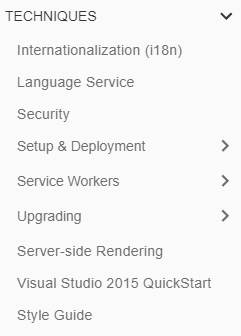 TECHNIQUES
Internationalization (i18n)
Language Service
Security
Setup & Deployment
Service Workers
Upgrading
Server-side Rendering
Visual Studio 2015 QuickStart
Style Guide